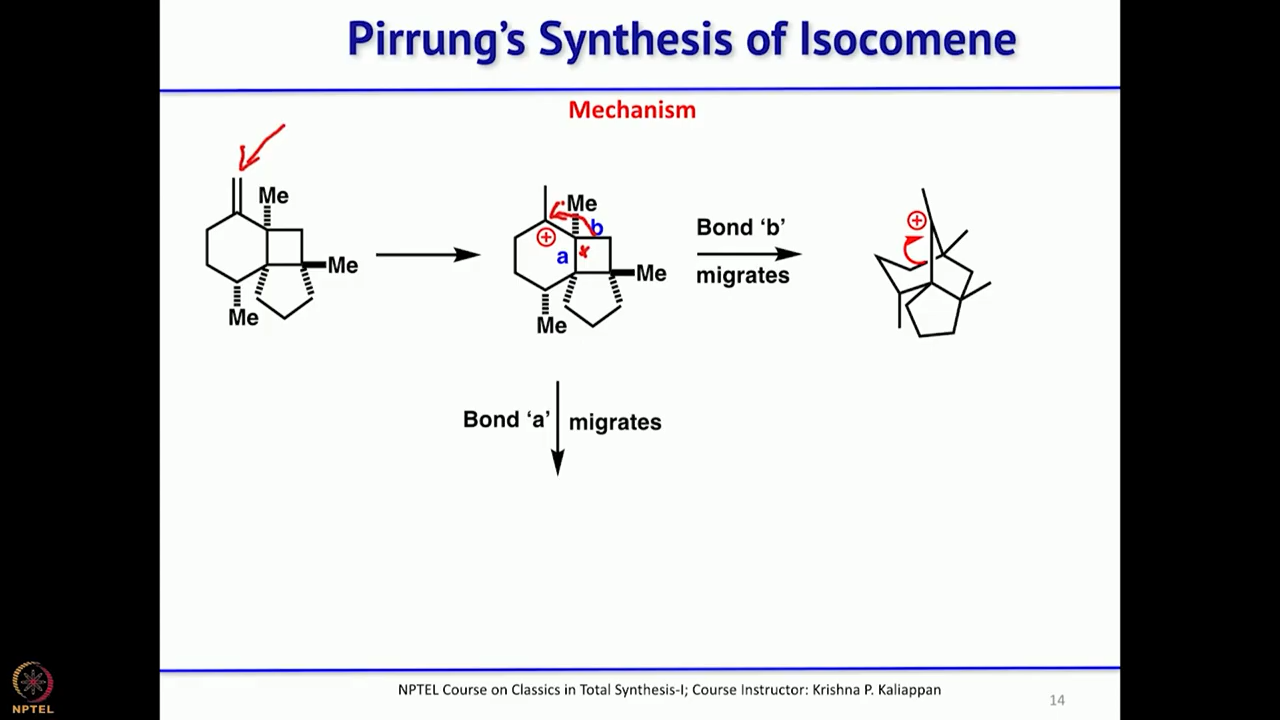 Pirrung's Synthesis of Isocomene
Mechanism
Me
Me
Me
Me
b
a
Me
Me
Bond 'b'
migrates
Bond 'a' migrates
NPTEL Course on Classics in Total Synthesis-I; Course Instructor: Krishna P. Kaliappan
14
NPTEL